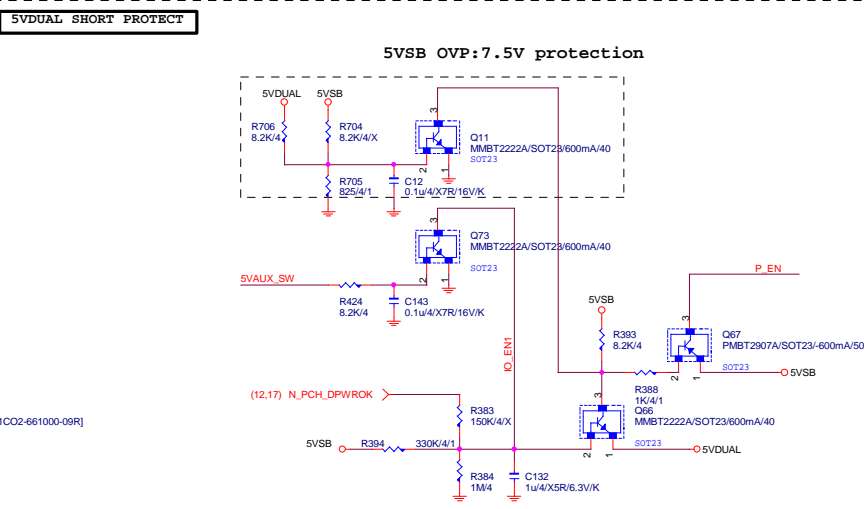 5VDUAL SHORT PROTECT
5VSB OVP:7.5V protection
5VDUAL
5VSB
R706
8.2K/4
R704
8.2K/4/X
3
Q11
MMBT2222A/SOT23/600mA/40
SOT23
2
1
R705
825/4/1
C12
0.1u/4/X7R/16V/K
3
Q73
MMBT2222A/SOT23/600mA/40
SOT23
2
1
5VAUX_SW
R424
8.2K/4
C143
0.1u/4/X7R/16V/K
P_EN
5VSB
R393
8.2K/4
3
Q67
PMBT2907A/SOT23/-600mA/50
SOT23
2
1
5VSB
IO_EN1
R388
1K/4/1
(12,17) N_PCH_DPWROK
R383
150K/4/X
3
Q66
MMBT2222A/SOT23/600mA/40
SOT23
2
1
5VDUAL
1CO2-661000-09R]
5VSB
R394
330K/4/1
R384
1M/4
C132
1u/4/X5R/6.3V/K